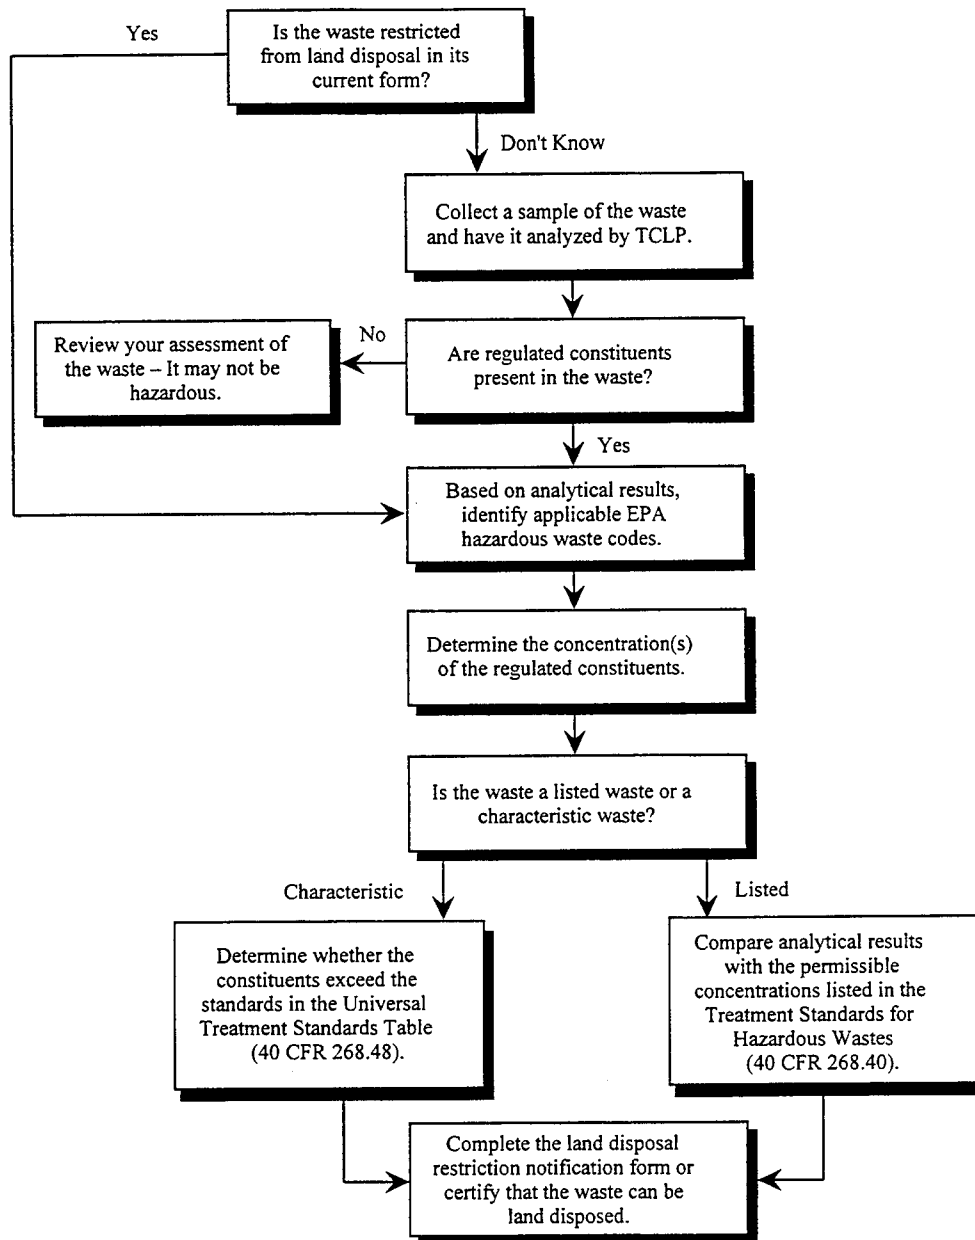 Yes
Is the waste restricted
from land disposal in its
current form?
Don't Know
Collect a sample of the waste
and have it analyzed by TCLP.
No
Review your assessment of
the waste – It may not be
hazardous.
Are regulated constituents
present in the waste?
Yes
Based on analytical results,
identify applicable EPA
hazardous waste codes.
Determine the concentration(s)
of the regulated constituents.
Is the waste a listed waste or a
characteristic waste?
Characteristic
Listed
Determine whether the
constituents exceed the
standards in the Universal
Treatment Standards Table
(40 CFR 268.48).
Compare analytical results
with the permissible
concentrations listed in the
Treatment Standards for
Hazardous Wastes
(40 CFR 268.40).
Complete the land disposal
restriction notification form or
certify that the waste can be
land disposed.